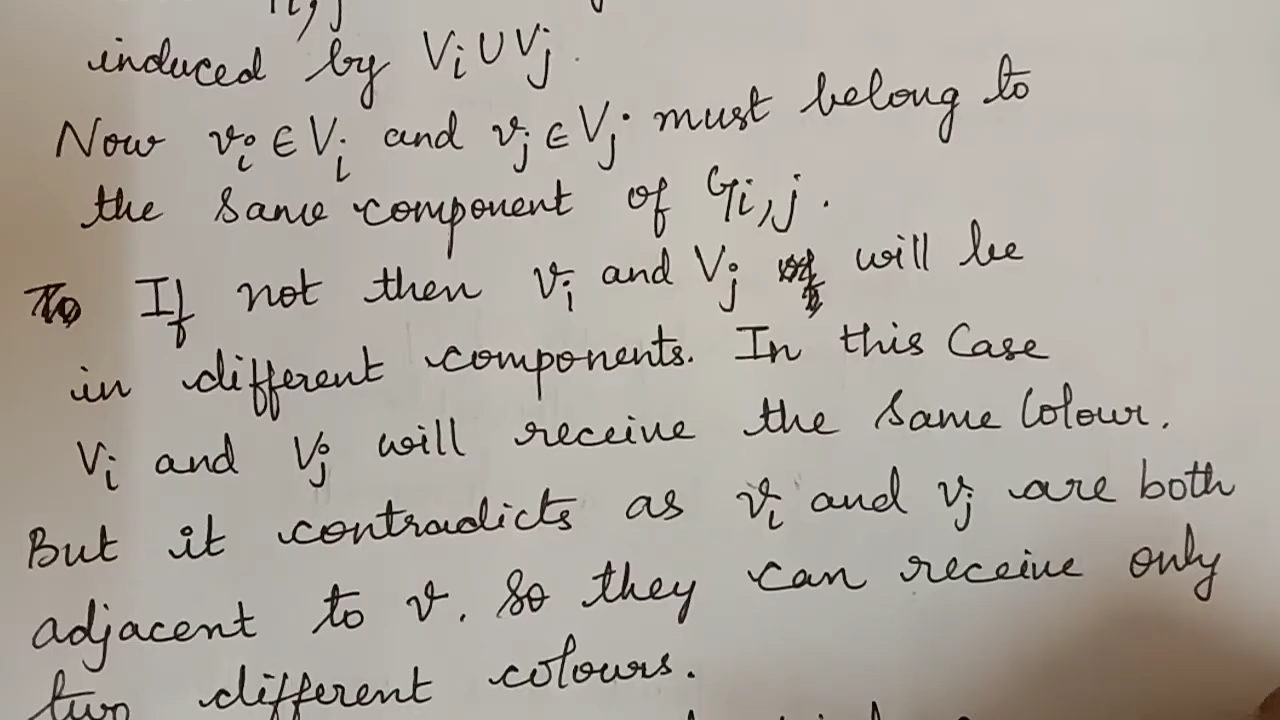 induced by Vi ∪ Vj.
Now vi ∈ Vi and vj ∈ Vj must belong to
the same component of Gi,j.
If not then vi and Vj will be
in different components. In this Case
Vi and Vj will receive the same Colour.
But it contradicts as vi and vj are both
adjacent to v. So they can receive only
two different colours.